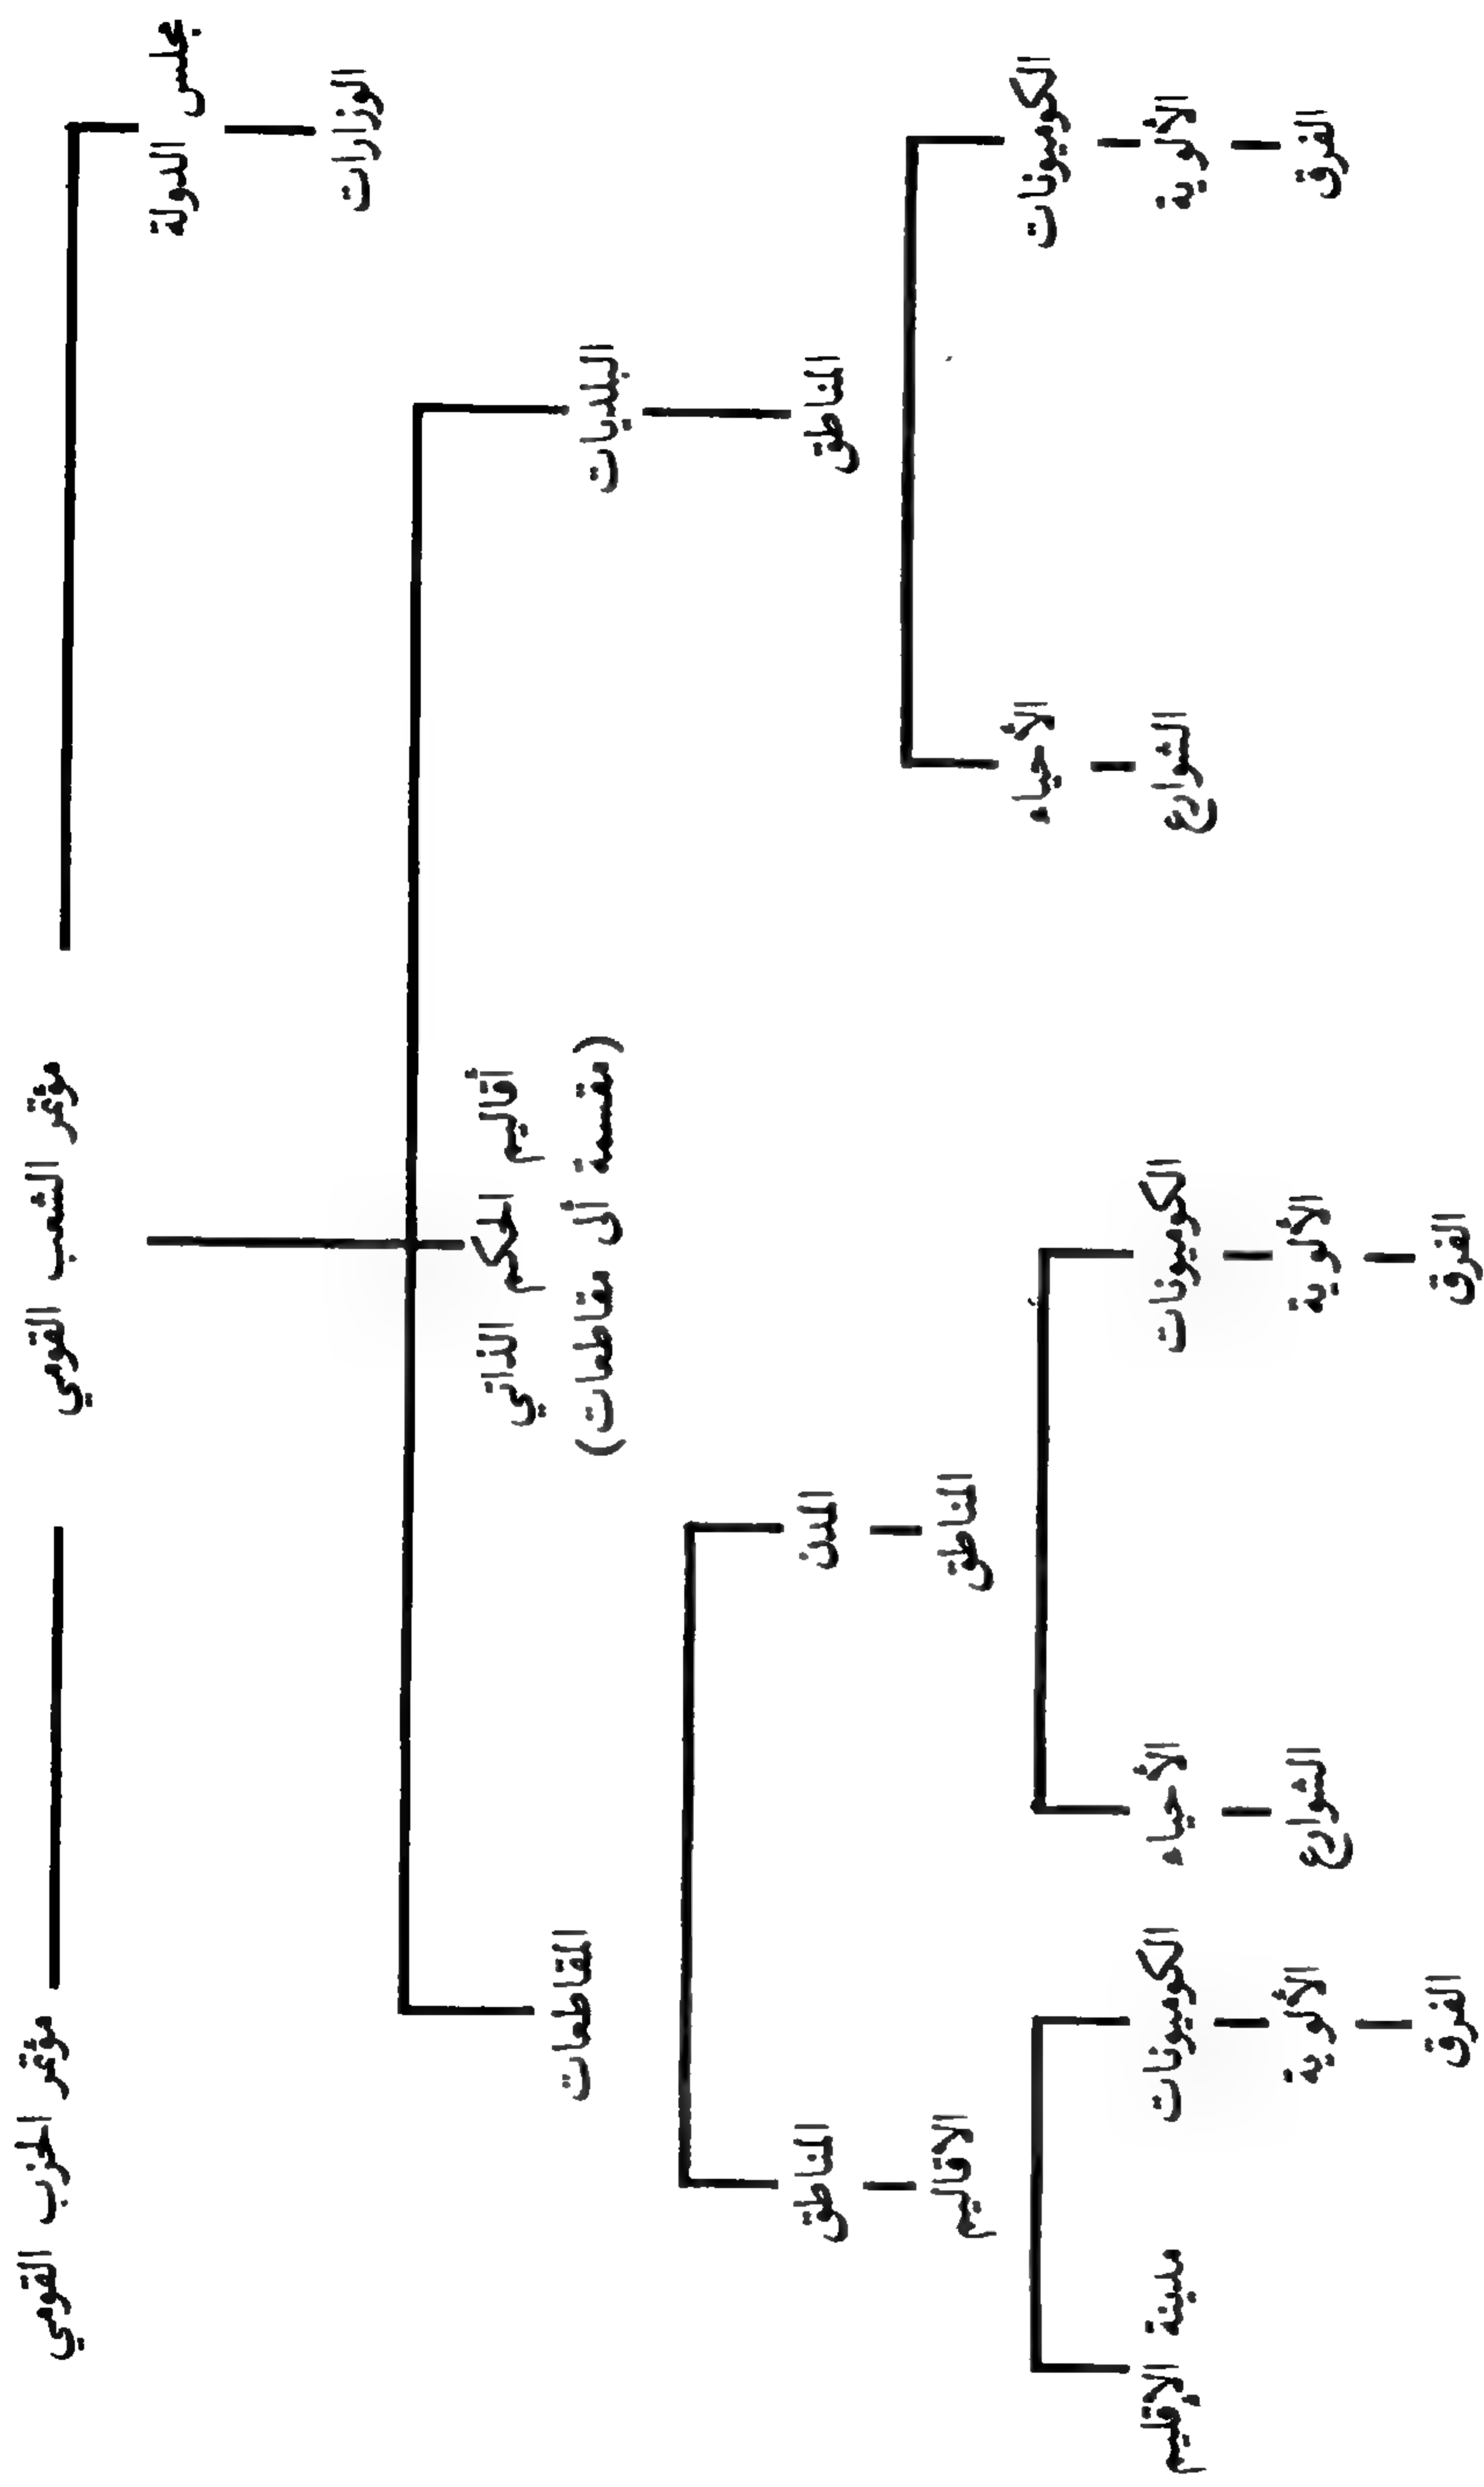 مؤتمر الحزب القومي
مؤتمر الشعب القومي
مجلس
الدولة
الوزارات
المقاطعات
أقاليم الحكم الذاتي
(مقسمة ألى مقاطعات)
البلديات
المناطق
المدن
المناطق
الاقاليم
المناطق
الأحياء
الكوميونات
الشوارع
الألوية
الفرق
مدينة الإقليم
الكوميونات
الألوية
الفرق
الأحياء
الكوميونات
الشوارع
الألوية
الفرق